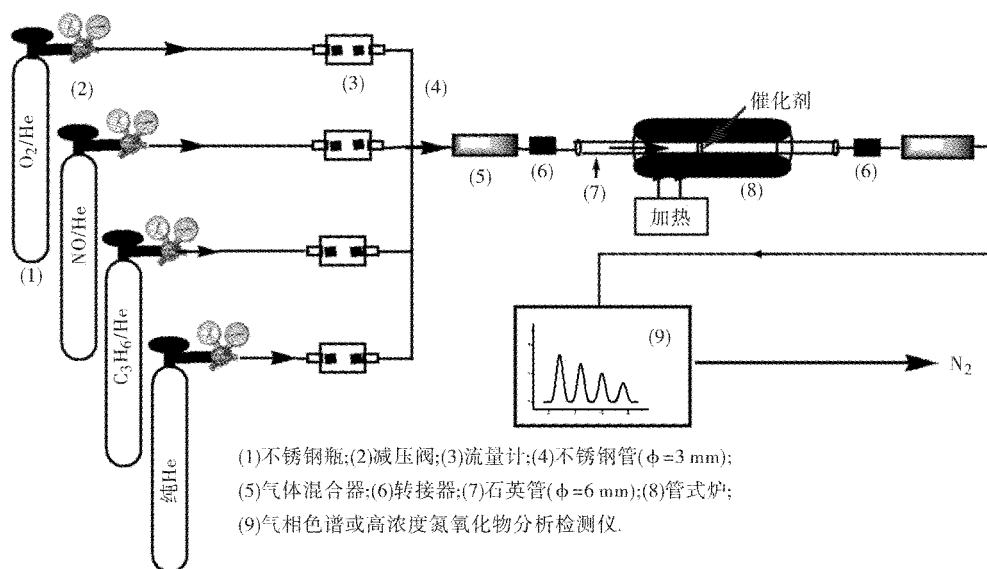 O₂/He
(2)
(3)
(4)
(1)
NO/He
C₃H₆/He
纯He
(5)
(6)
(7)
催化剂
(8)
加热
(6)
(9)
N₂
(1)不锈钢瓶;(2)减压阀;(3)流量计;(4)不锈钢管(ϕ=3 mm);
(5)气体混合器;(6)转接器;(7)石英管(ϕ=6 mm);(8)管式炉;
(9)气相色谱或高浓度氮氧化物分析检测仪.